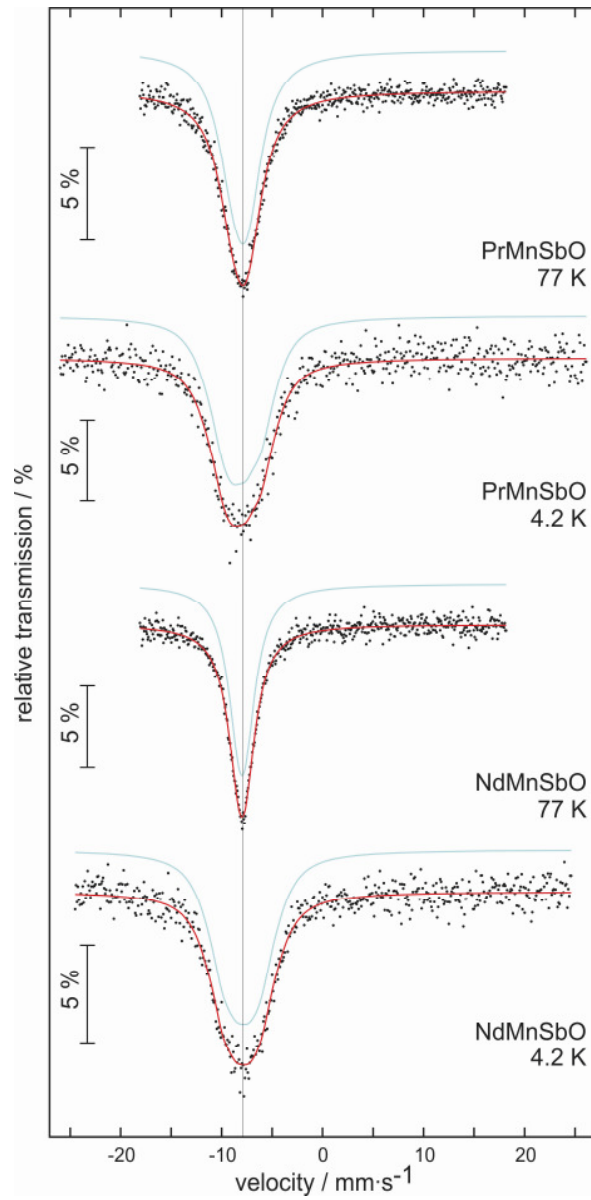 5 %
PrMnSbO
77 K
5 %
PrMnSbO
4.2 K
relative transmission / %
5 %
NdMnSbO
77 K
5 %
NdMnSbO
4.2 K
-20 -10 0 10 20
velocity / mm·s⁻¹